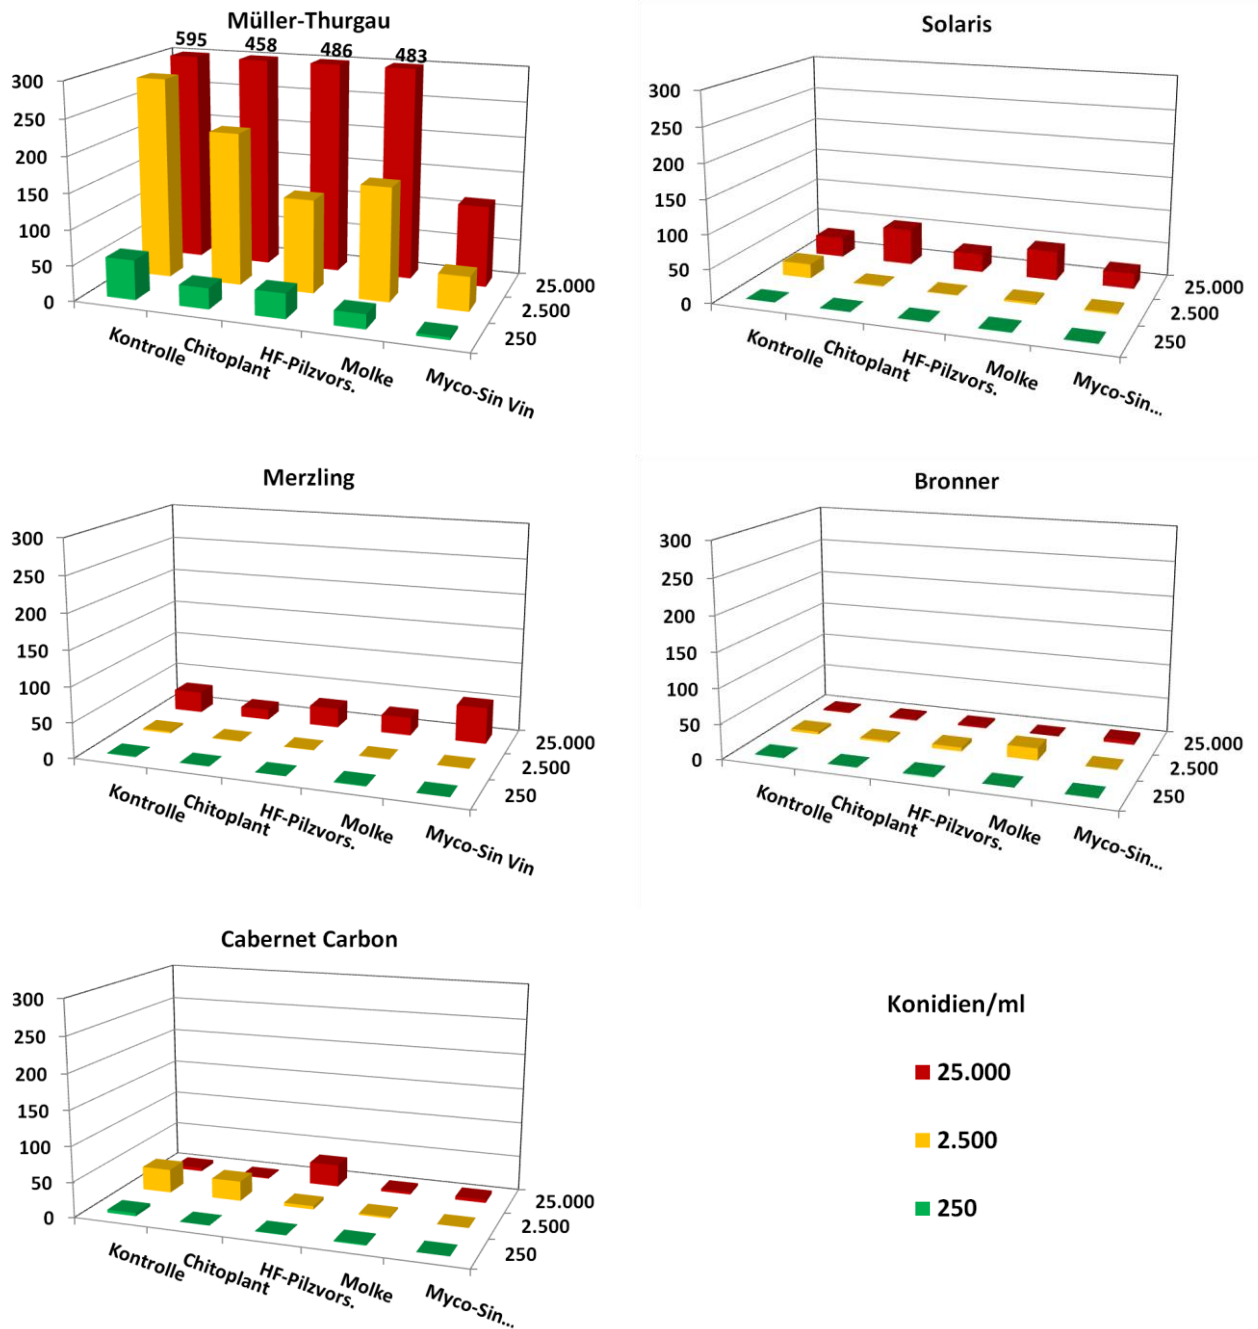 Müller-Thurgau
595 458 486 483
300
250
200
150
100
50
0
25.000
2.500
250
Kontrolle
Chitoplant
HF-Pilzvors.
Molke
Myco-Sin Vin
Solaris
300
250
200
150
100
50
0
25.000
2.500
250
Kontrolle
Chitoplant
HF-Pilzvors.
Molke
Myco-Sin...
Merzling
300
250
200
150
100
50
0
25.000
2.500
250
Kontrolle
Chitoplant
HF-Pilzvors.
Molke
Myco-Sin Vin
Bronner
300
250
200
150
100
50
0
25.000
2.500
250
Kontrolle
Chitoplant
HF-Pilzvors.
Molke
Myco-Sin...
Cabernet Carbon
300
250
200
150
100
50
0
25.000
2.500
250
Kontrolle
Chitoplant
HF-Pilzvors.
Molke
Myco-Sin...
Konidien/ml
25.000
2.500
250